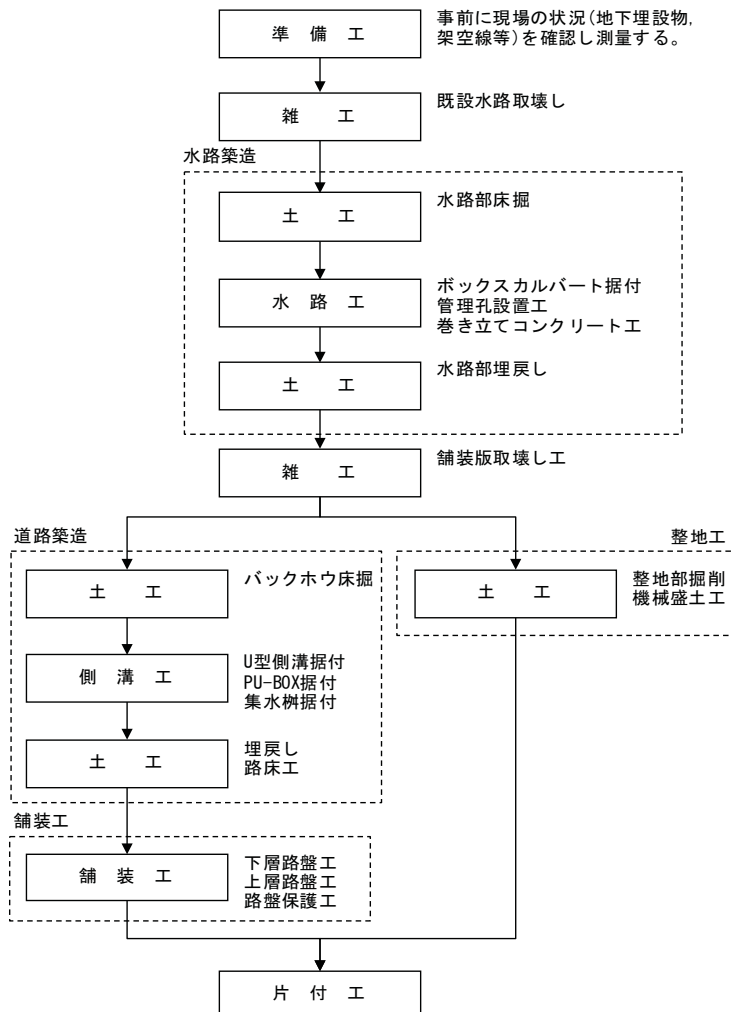 準備工
事前に現場の状況(地下埋設物,
架空線等)を確認し測量する。
雑工
既設水路取壊し
水路築造
土工
水路部床掘
水路工
ボックスカルバート据付
管理孔設置工
巻き立てコンクリート工
土工
水路部埋戻し
雑工
舗装版取壊し工
道路築造
土工
バックホウ床掘
側溝工
U型側溝据付
PU-BOX据付
集水桝据付
土工
埋戻し
路床工
舗装工
舗装工
下層路盤工
上層路盤工
路盤保護工
整地工
土工
整地部掘削
機械盛土工
片付工